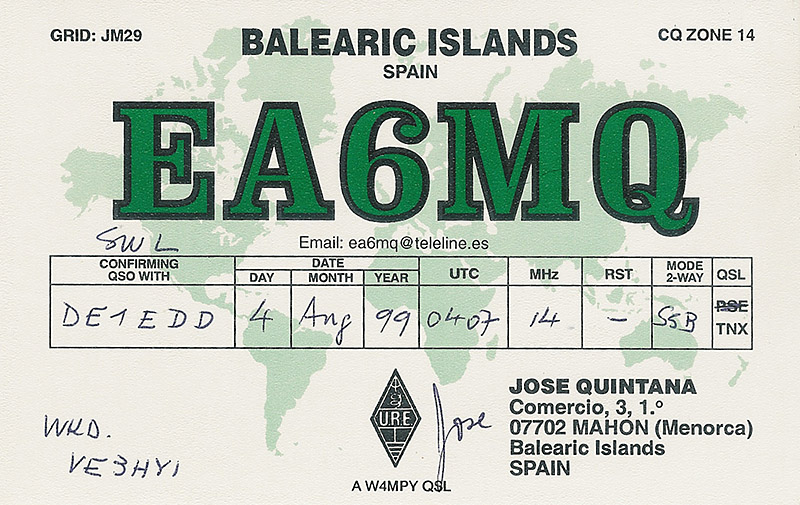 GRID: JM29
BALEARIC ISLANDS
CQ ZONE 14
SPAIN
EA6MQ
Email: ea6mq@teleline.es
SWL
CONFIRMING QSO WITH DATE DAY MONTH YEAR UTC MHz RST MODE 2-WAY QSL
DE1EDD 4 Aug 99 0407 14 – SSB PSE TNX
WKD.
VE3HYI
U.R.E
Jose
A W4MPY QSL
JOSE QUINTANA
Comercio, 3, 1.º
07702 MAHON (Menorca)
Balearic Islands
SPAIN